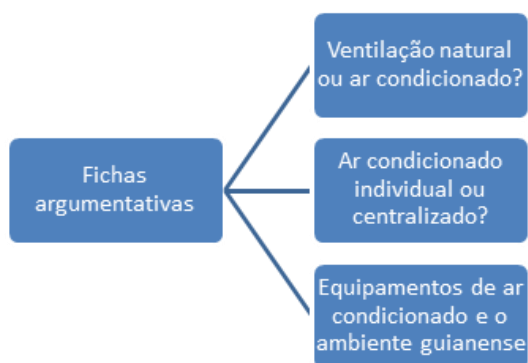 Fichas
argumentativas
Ventilação natural
ou ar condicionado?
Ar condicionado
individual ou
centralizado?
Equipamentos de ar
condicionado e o
ambiente guianense